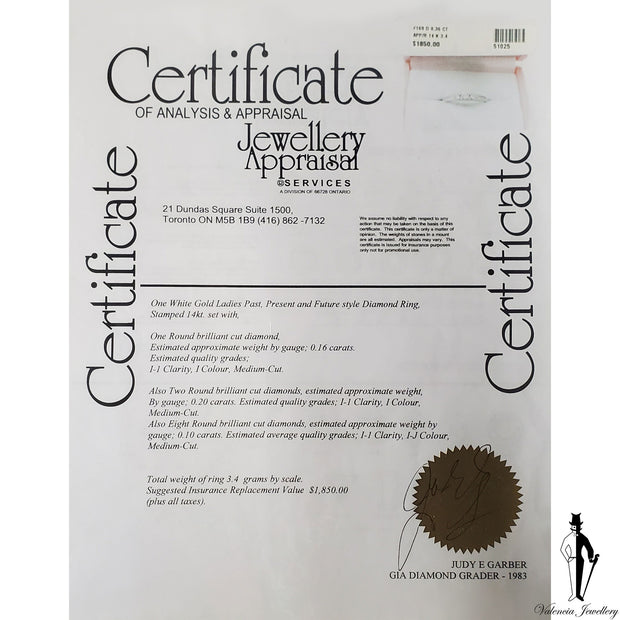 F169 D 0.36 CT
APP/R 14 K 3.4
$1850.00
51025
Certificate
OF ANALYSIS & APPRAISAL
Jewellery
Appraisal
SERVICES
A DIVISION OF 66728 ONTARIO
Certificate
Certificate
21 Dundas Square Suite 1500,
Toronto ON M5B 1B9 (416) 862 -7132
We assume no liability with respect to any
action that may be taken on the basis of this
certificate. This certificate is only a matter of
opinion. The weights of stones in a mount
are all estimated. Appraisals may vary. This
certificate is issued for insurance purposes
only not for promotional use.
One White Gold Ladies Past, Present and Future style Diamond Ring,
Stamped 14kt. set with,
One Round brilliant cut diamond,
Estimated approximate weight by gauge; 0.16 carats.
Estimated quality grades;
I-1 Clarity, I Colour, Medium-Cut.
Also Two Round brilliant cut diamonds, estimated approximate weight,
By gauge; 0.20 carats. Estimated quality grades; I-1 Clarity, I Colour,
Medium-Cut.
Also Eight Round brilliant cut diamonds, estimated approximate weight by
gauge; 0.10 carats. Estimated average quality grades; I-1 Clarity, I-J Colour,
Medium-Cut.
Total weight of ring 3.4 grams by scale.
Suggested Insurance Replacement Value $1,850.00
(plus all taxes).
JUDY E GARBER
GIA DIAMOND GRADER - 1983
Valencia Jewellery